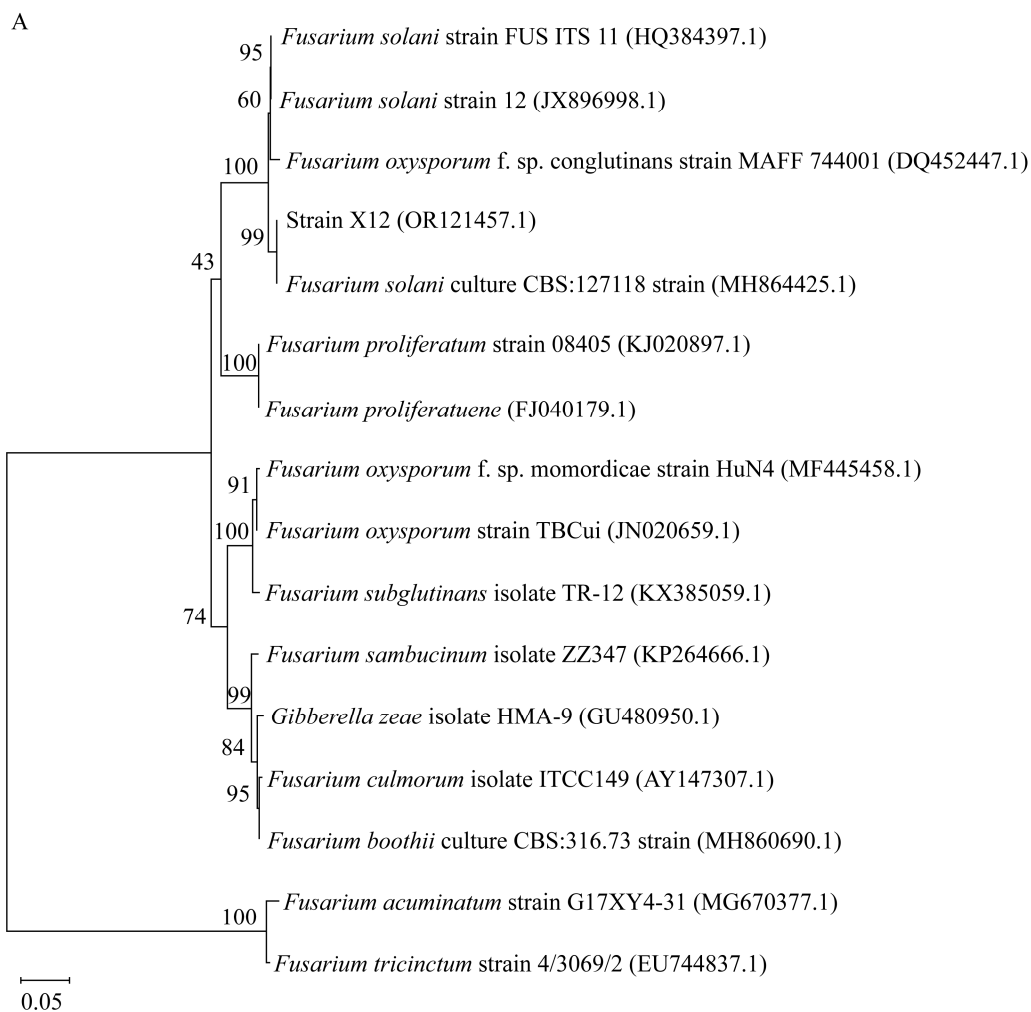 A
Fusarium solani strain FUS ITS 11 (HQ384397.1)
95
60
Fusarium solani strain 12 (JX896998.1)
Fusarium oxysporum f. sp. conglutinans strain MAFF 744001 (DQ452447.1)
100
Strain X12 (OR121457.1)
99
43
Fusarium solani culture CBS:127118 strain (MH864425.1)
Fusarium proliferatum strain 08405 (KJ020897.1)
100
Fusarium proliferatuene (FJ040179.1)
Fusarium oxysporum f. sp. momordicae strain HuN4 (MF445458.1)
91
100
Fusarium oxysporum strain TBCui (JN020659.1)
Fusarium subglutinans isolate TR-12 (KX385059.1)
74
Fusarium sambucinum isolate ZZ347 (KP264666.1)
99
Gibberella zeae isolate HMA-9 (GU480950.1)
84
Fusarium culmorum isolate ITCC149 (AY147307.1)
95
Fusarium boothii culture CBS:316.73 strain (MH860690.1)
Fusarium acuminatum strain G17XY4-31 (MG670377.1)
100
Fusarium tricinctum strain 4/3069/2 (EU744837.1)
0.05